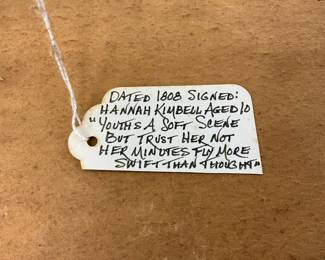 DATED 1808 SIGNED:
HANNAH KIMBELL AGED 10
"YOUTH'S A SOFT SCENE
BUT TRUST HER NOT
HER MINUTES FLY MORE
SWIFT THAN THOUGHT"